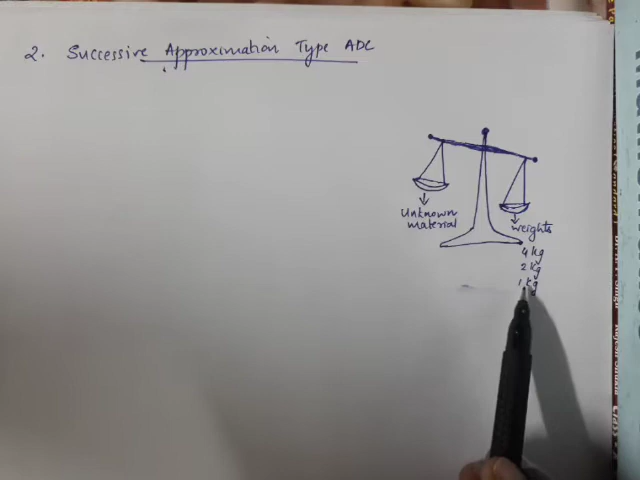 2. Successive Approximation Type ADC
Unknown
material
weights
4 kg
2 kg
1 kg